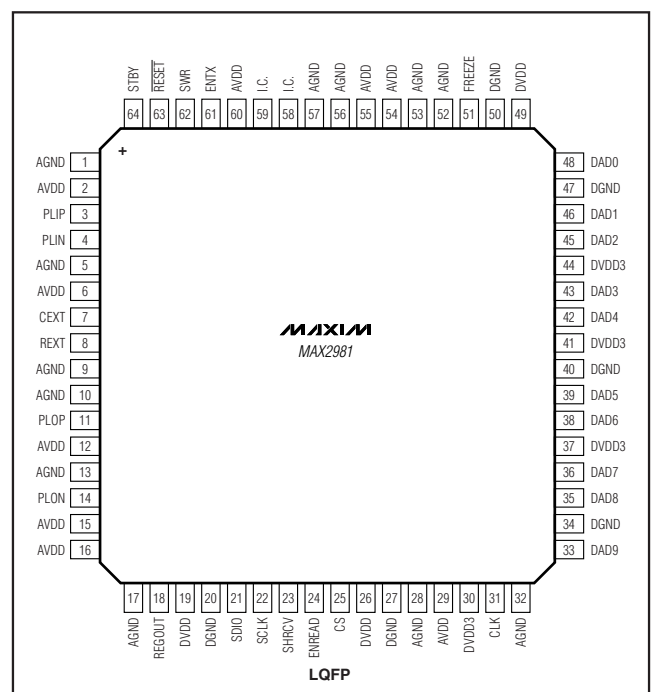 STBY RESET SWR ENTX AVDD I.C. I.C. AGND AGND AVDD AVDD AGND AGND FREEZE DGND DVDD
64 63 62 61 60 59 58 57 56 55 54 53 52 51 50 49
+
AGND 1
AVDD 2
PLIP 3
PLIN 4
AGND 5
AVDD 6
CEXT 7
REXT 8
AGND 9
AGND 10
PLOP 11
AVDD 12
AGND 13
PLON 14
AVDD 15
AVDD 16
MAXIM
MAX2981
48 DAD0
47 DGND
46 DAD1
45 DAD2
44 DVDD3
43 DAD3
42 DAD4
41 DVDD3
40 DGND
39 DAD5
38 DAD6
37 DVDD3
36 DAD7
35 DAD8
34 DGND
33 DAD9
17 18 19 20 21 22 23 24 25 26 27 28 29 30 31 32
AGND REGOUT DVDD DGND SDIO SCLK SHRCV ENREAD CS DVDD DGND AGND AVDD DVDD3 CLK AGND
LQFP